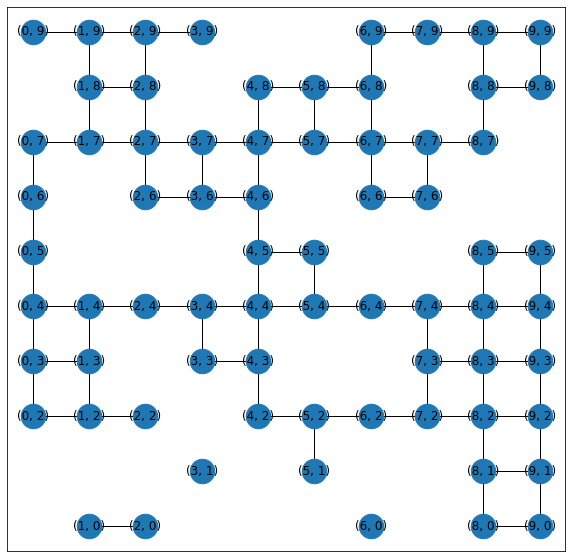 (0, 9) (1, 9) (2, 9) (3, 9) (6, 9) (7, 9) (8, 9) (9, 9)
(1, 8) (2, 8) (4, 8) (5, 8) (6, 8) (8, 8) (9, 8)
(0, 7) (1, 7) (2, 7) (3, 7) (4, 7) (5, 7) (6, 7) (7, 7) (8, 7)
(0, 6) (2, 6) (3, 6) (4, 6) (6, 6) (7, 6)
(0, 5) (4, 5) (5, 5) (8, 5) (9, 5)
(0, 4) (1, 4) (2, 4) (3, 4) (4, 4) (5, 4) (6, 4) (7, 4) (8, 4) (9, 4)
(0, 3) (1, 3) (3, 3) (4, 3) (7, 3) (8, 3) (9, 3)
(0, 2) (1, 2) (2, 2) (4, 2) (5, 2) (6, 2) (7, 2) (8, 2) (9, 2)
(3, 1) (5, 1) (8, 1) (9, 1)
(1, 0) (2, 0) (6, 0) (8, 0) (9, 0)